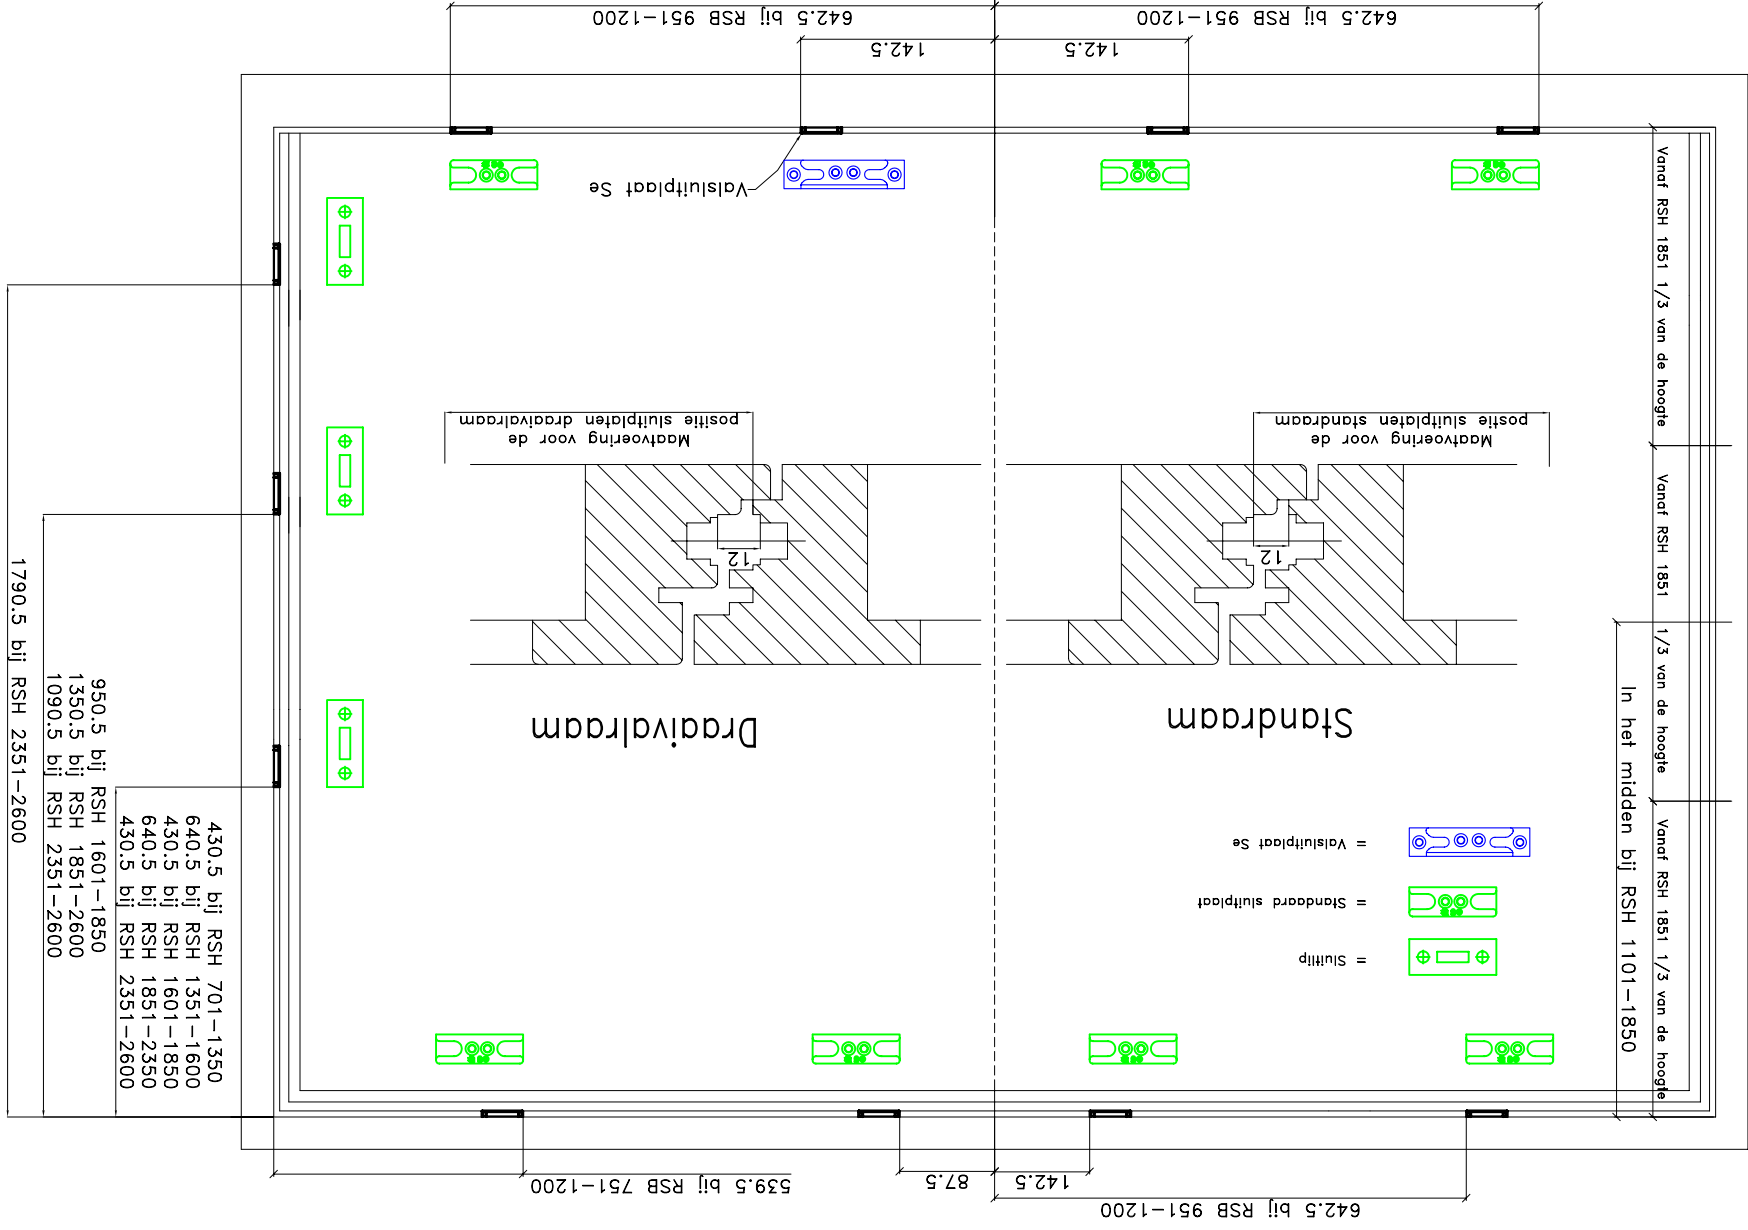 642.5 bij RSB 951-1200
642.5 bij RSB 951-1200
142.5
142.5
Valsluitplaat Se
Vanaf RSH 1851 1/3 van de hoogte
Vanaf RSH 1851 1/3 van de hoogte
Vanaf RSH 1851 1/3 van de hoogte
In het midden bij RSH 1101-1850
Maatvoering voor de
positie sluitplaten draaivalraam
Maatvoering voor de
positie sluitplaten standraam
12
12
Draaivalraam
Standraam
= Valsluitplaat Se
= Standaard sluitplaat
= Sluitlip
1790.5 bij RSH 2351-2600
950.5 bij RSH 1601-1850
1350.5 bij RSH 1851-2600
1090.5 bij RSH 2351-2600
430.5 bij RSH 701-1350
640.5 bij RSH 1351-1600
430.5 bij RSH 1601-1850
640.5 bij RSH 1851-2350
430.5 bij RSH 2351-2600
539.5 bij RSB 751-1200
87.5
142.5
642.5 bij RSB 951-1200